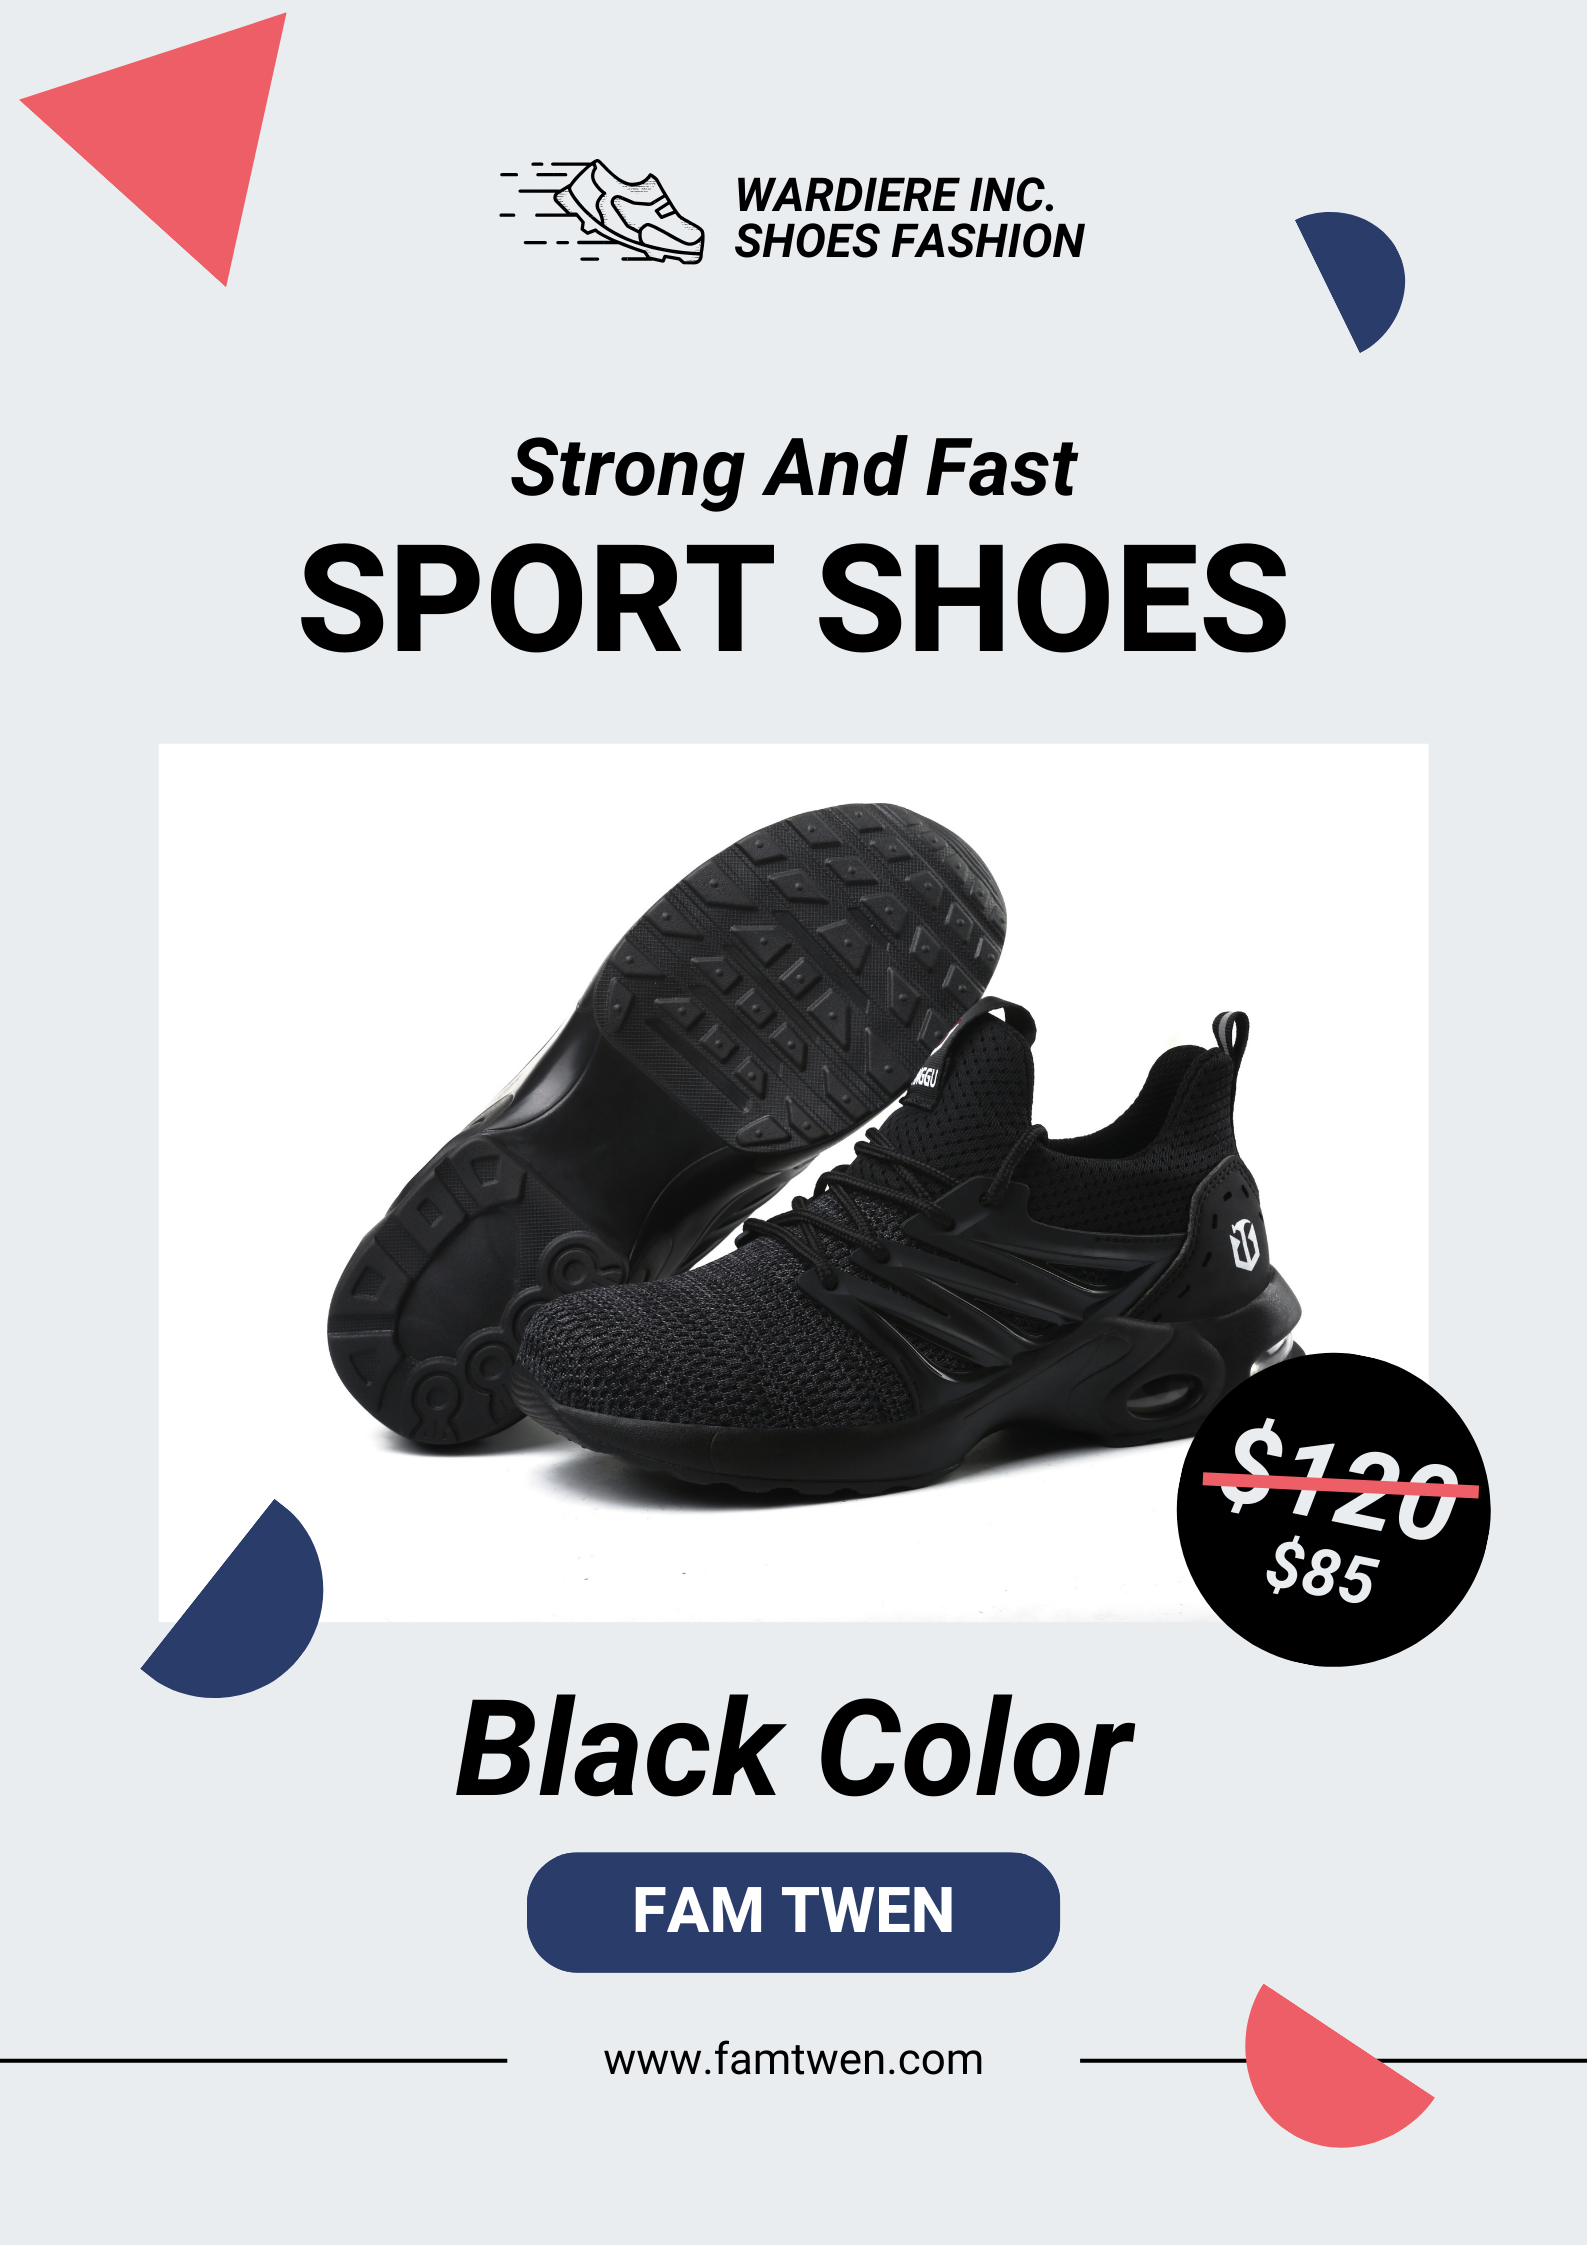 WARDIERE INC.
SHOES FASHION
Strong And Fast
SPORT SHOES
$120
$85
Black Color
FAM TWEN
www.famtwen.com